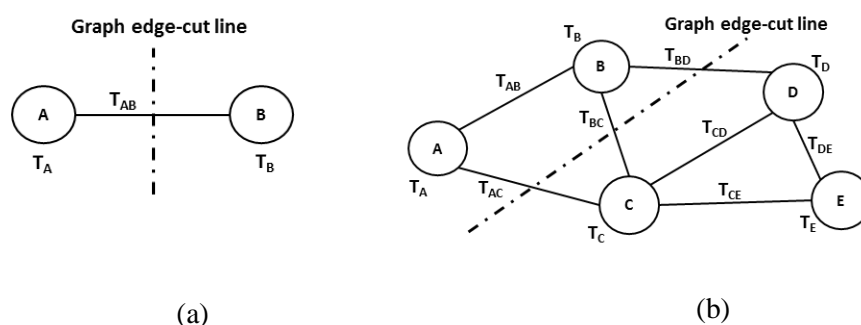 Graph edge-cut line
A
T_AB
B
T_A
T_B
(a)
Graph edge-cut line
T_B
B
T_BD
T_D
D
T_AB
T_BC
T_CD
T_DE
A
T_A
T_AC
C
T_C
T_CE
E
T_E
(b)